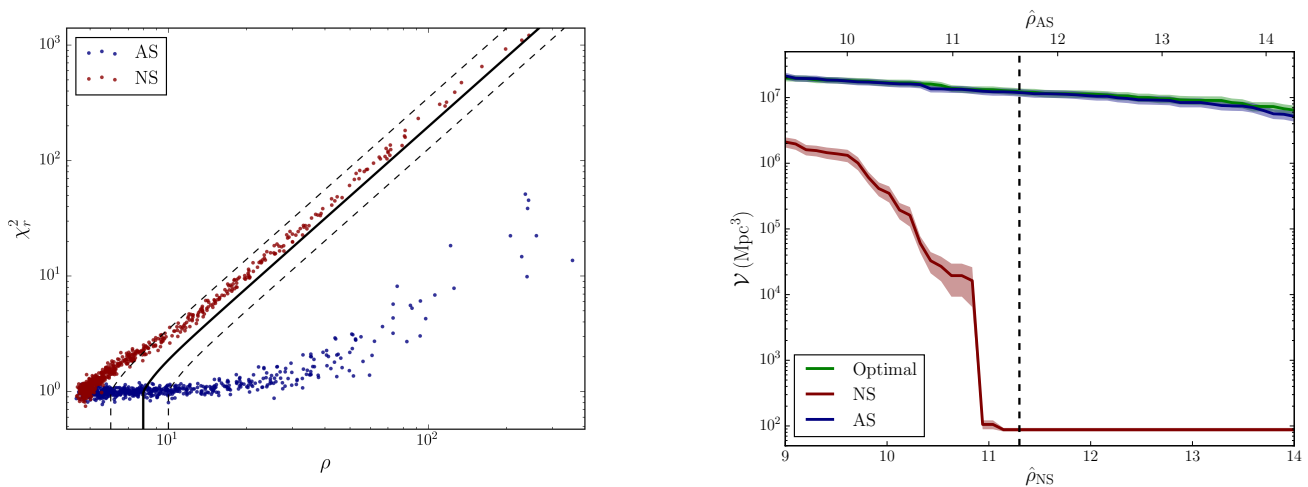 10³
10²
10¹
10⁰
χ²ᵣ
AS
NS
10¹
10²
ρ
ρ̂_AS
10
11
12
13
14
10⁷
10⁶
10⁵
10⁴
10³
10²
𝒱 (Mpc³)
Optimal
NS
AS
9
10
11
12
13
14
ρ̂_NS